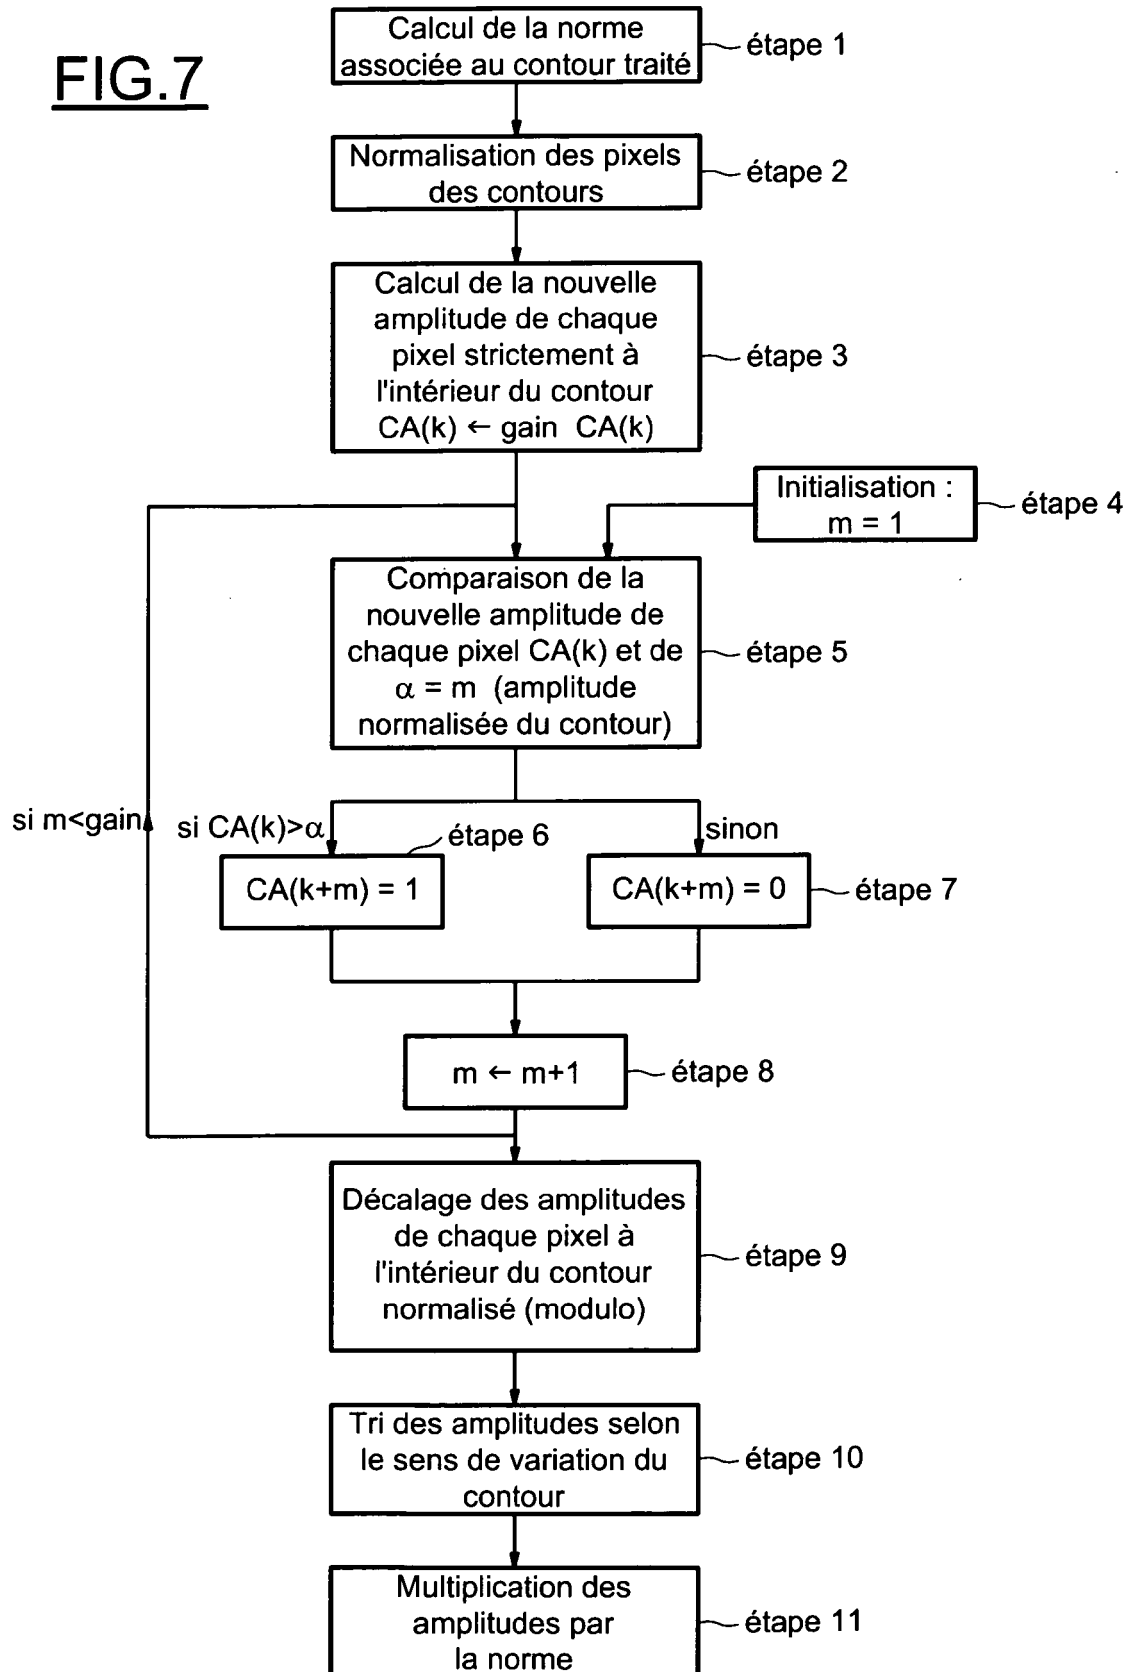 FIG.7
Calcul de la norme
associée au contour traité
étape 1
Normalisation des pixels
des contours
étape 2
Calcul de la nouvelle
amplitude de chaque
pixel strictement à
l'intérieur du contour
CA(k) ← gain CA(k)
étape 3
Initialisation :
m = 1
étape 4
Comparaison de la
nouvelle amplitude de
chaque pixel CA(k) et de
α = m (amplitude
normalisée du contour)
étape 5
si m<gain
si CA(k)>α
étape 6
sinon
CA(k+m) = 1
CA(k+m) = 0
étape 7
m ← m+1
étape 8
Décalage des amplitudes
de chaque pixel à
l'intérieur du contour
normalisé (modulo)
étape 9
Tri des amplitudes selon
le sens de variation du
contour
étape 10
Multiplication des
amplitudes par
la norme
étape 11